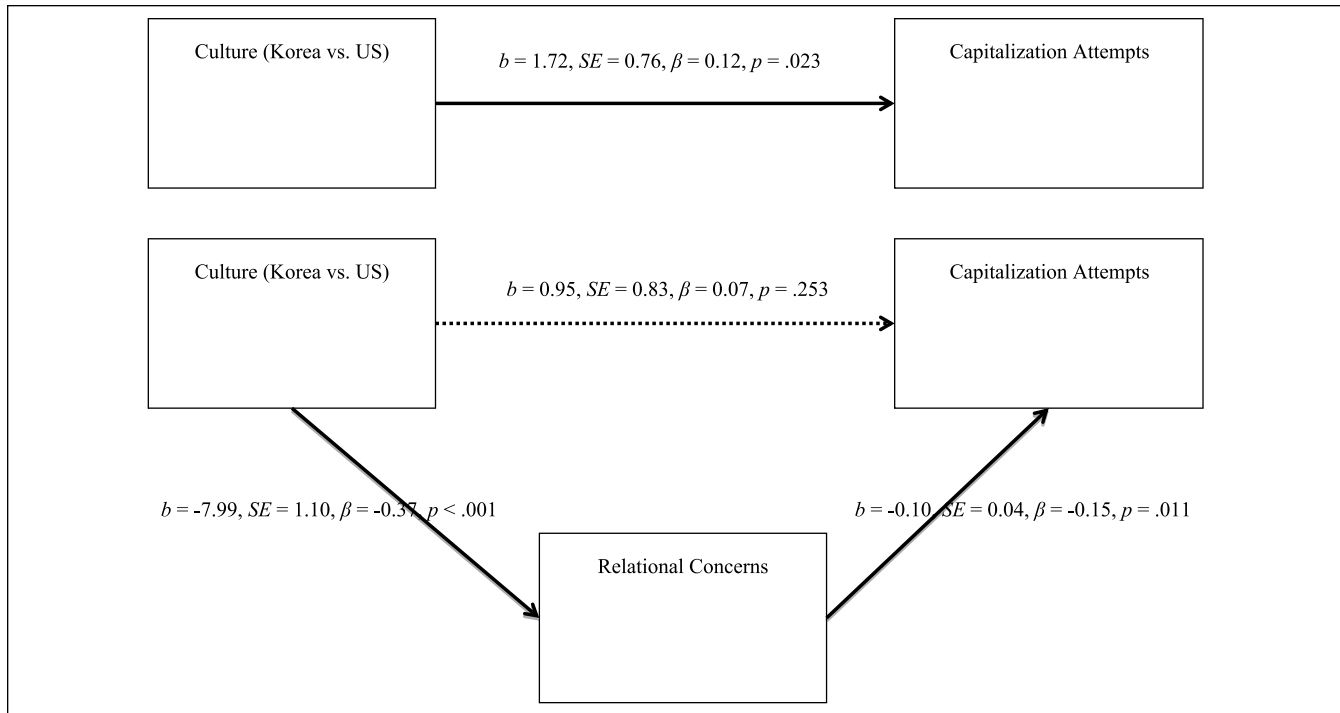 Culture (Korea vs. US)
b = 1.72, SE = 0.76, β = 0.12, p = .023
Capitalization Attempts
Culture (Korea vs. US)
b = 0.95, SE = 0.83, β = 0.07, p = .253
Capitalization Attempts
b = -7.99, SE = 1.10, β = -0.37, p < .001
b = -0.10, SE = 0.04, β = -0.15, p = .011
Relational Concerns